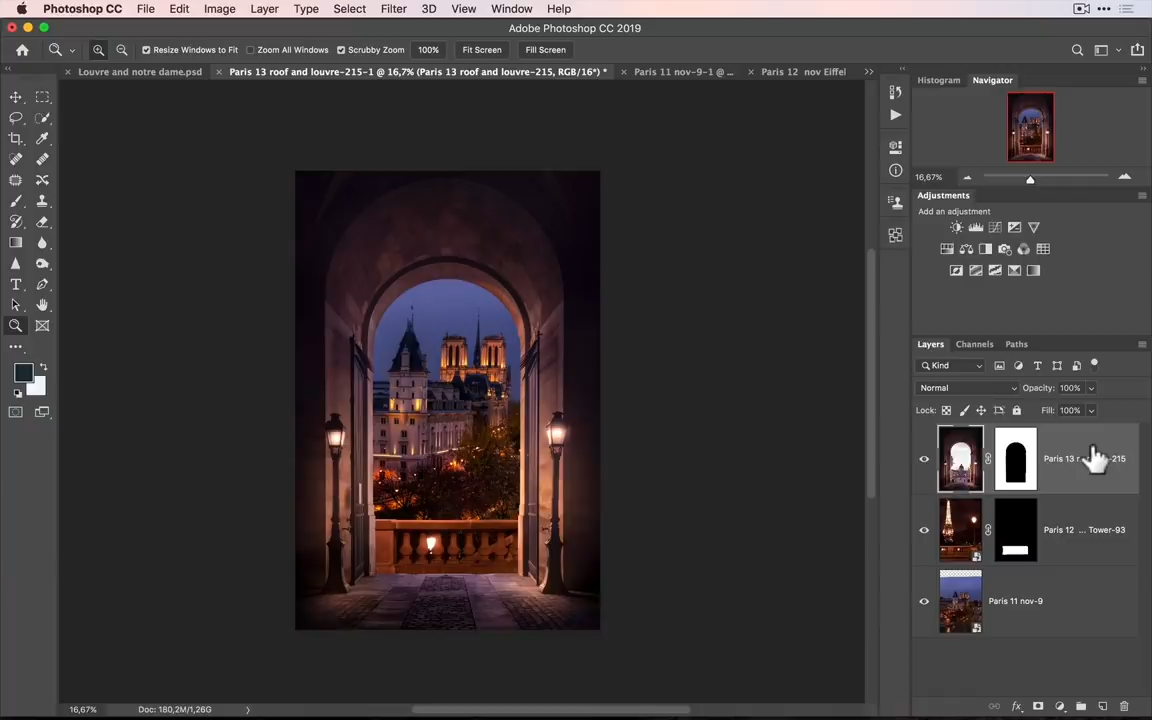 Photoshop CC File Edit Image Layer Type Select Filter 3D View Window Help
Adobe Photoshop CC 2019
Resize Windows to Fit Zoom All Windows Scrubby Zoom 100% Fit Screen Fill Screen
Louvre and notre dame.psd Paris 13 roof and louvre-215-1 @ 16,7% (Paris 13 roof and louvre-215, RGB/16*) * Paris 11 nov-9-1 @ ... Paris 12 nov Eiffel
Histogram Navigator
16,67%
Adjustments
Add an adjustment
Layers Channels Paths
Kind
Normal Opacity: 100%
Lock: Fill: 100%
Paris 13 r -215
Paris 12 ... Tower-93
Paris 11 nov-9
16,67% Doc: 180,2M/1,26G